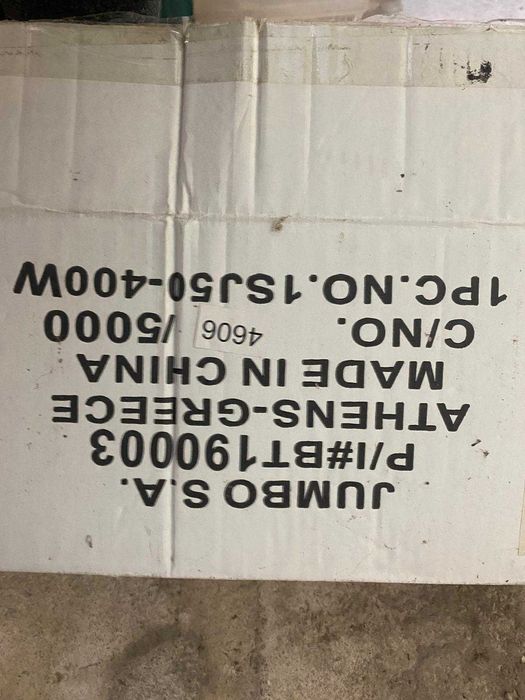 JUMBO S.A.
P/I#BT190003
ATHENS-GREECE
MADE IN CHINA
C/NO. 4606 /5000
1PC.NO.1SJ50-400W